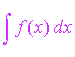 ∫ f(x) dx